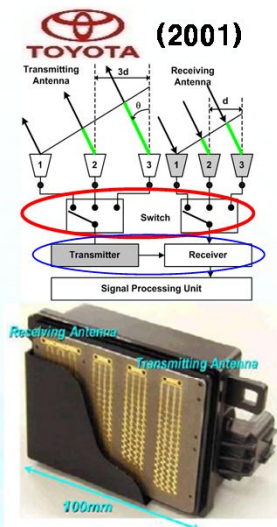 TOYOTA (2001)
Transmitting Antenna
3d
Receiving Antenna
d
θ
1 2 3 1 2 3
Switch
Transmitter Receiver
Signal Processing Unit
Receiving Antenna
Transmitting Antenna
100mm